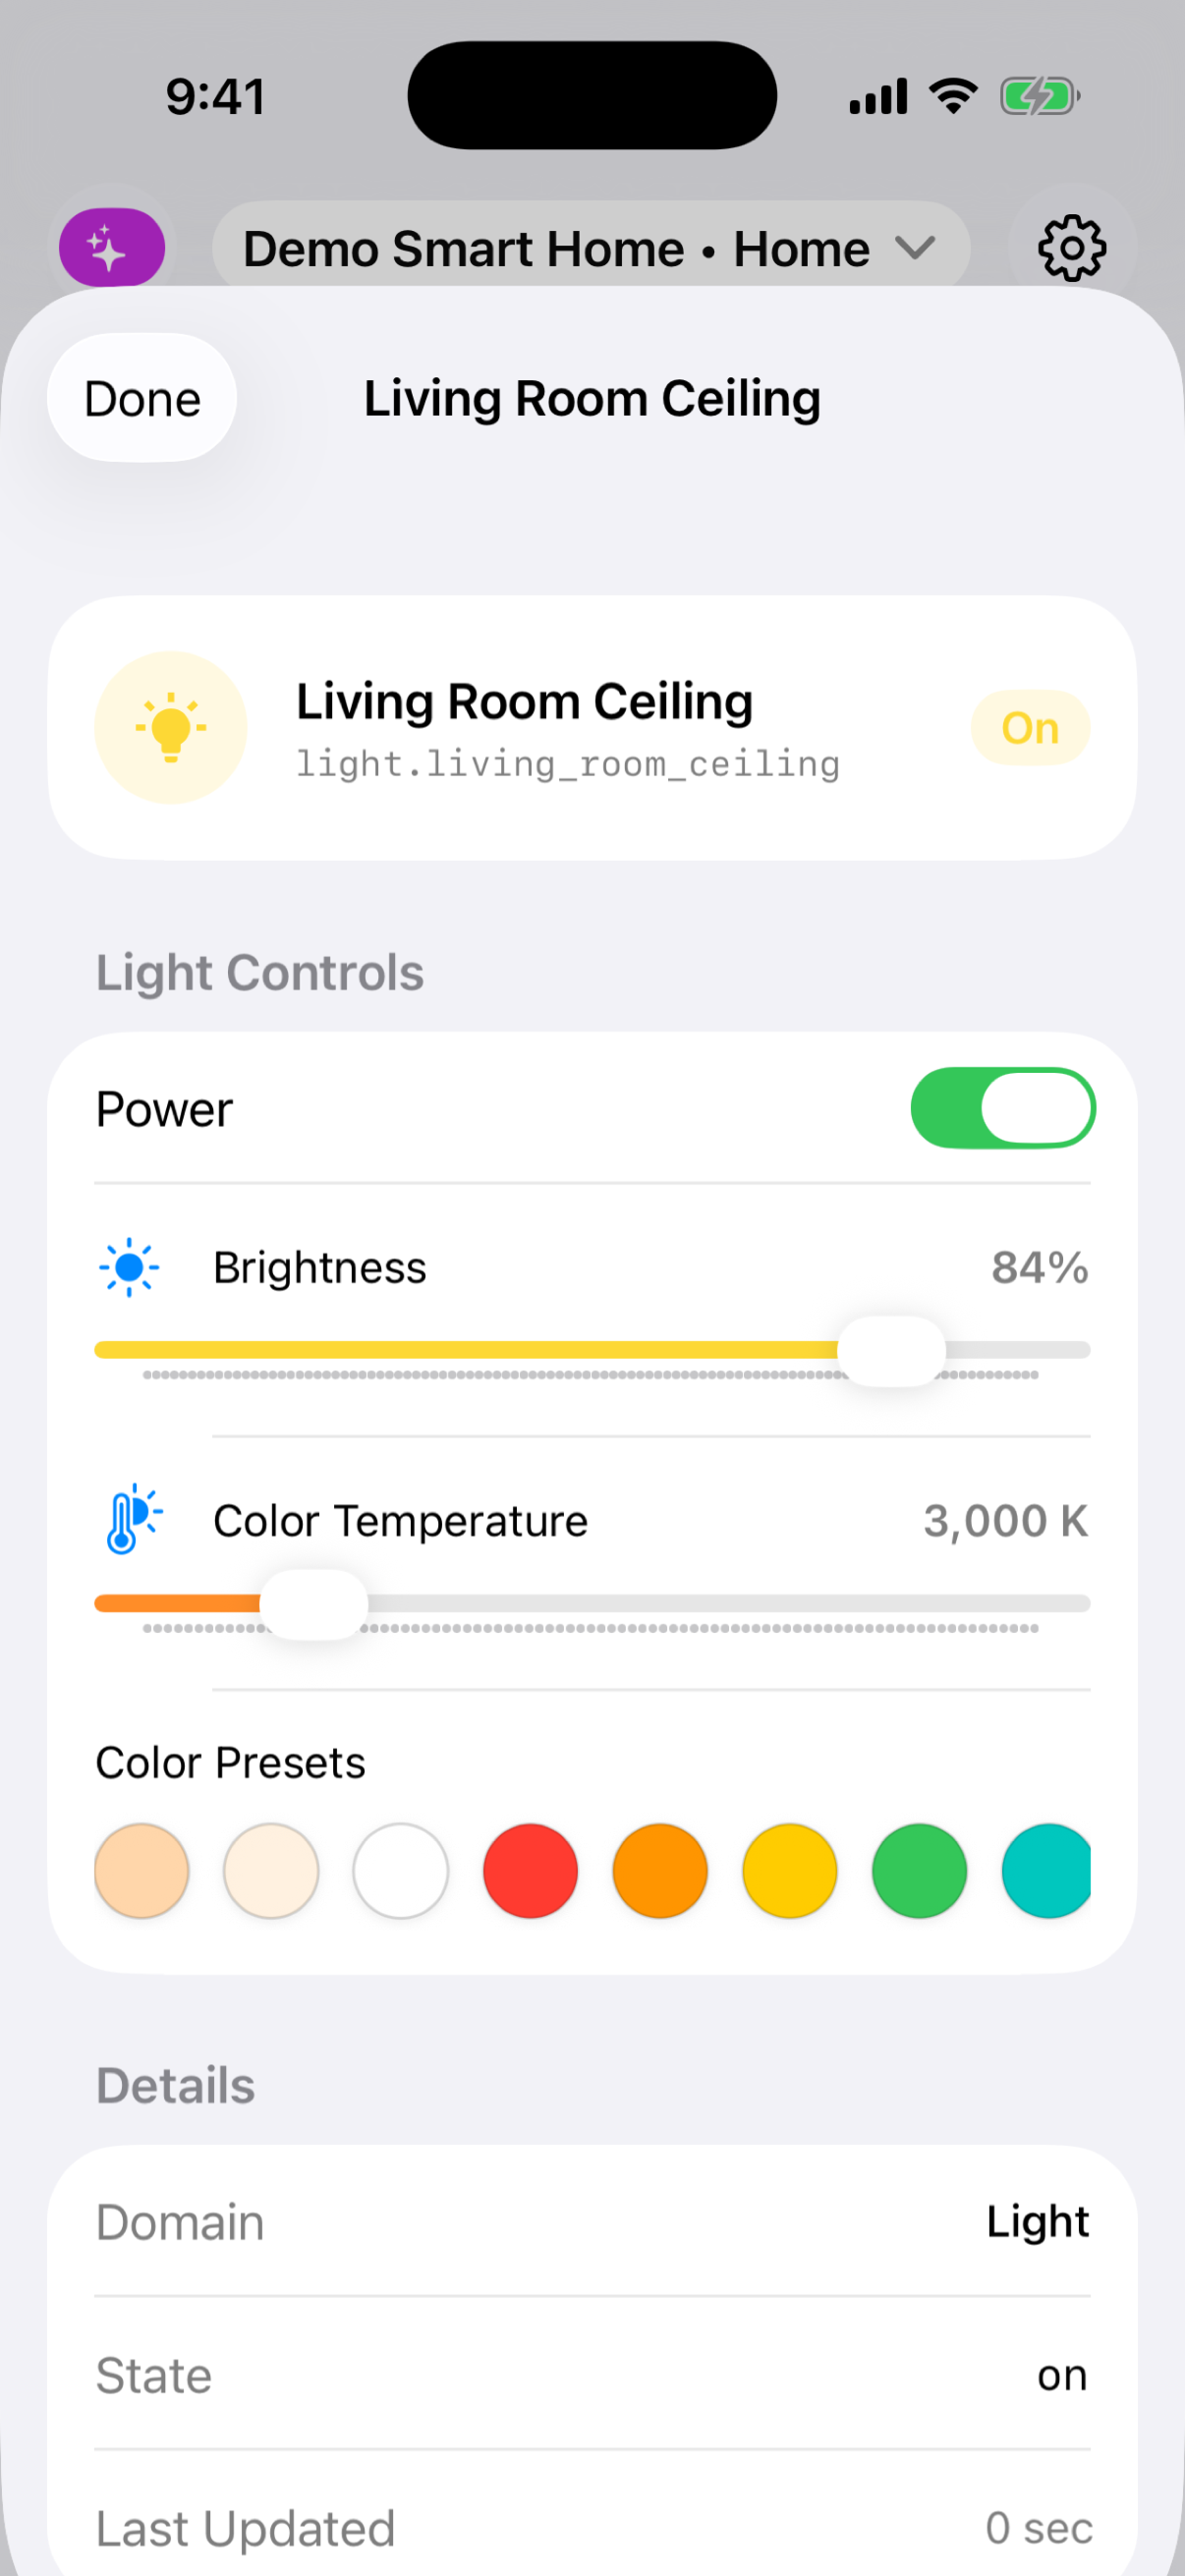 9:41
Demo Smart Home • Home
Done
Living Room Ceiling
Living Room Ceiling
light.living_room_ceiling
On
Light Controls
Power
Brightness
84%
Color Temperature
3,000 K
Color Presets
Details
Domain
Light
State
on
Last Updated
0 sec